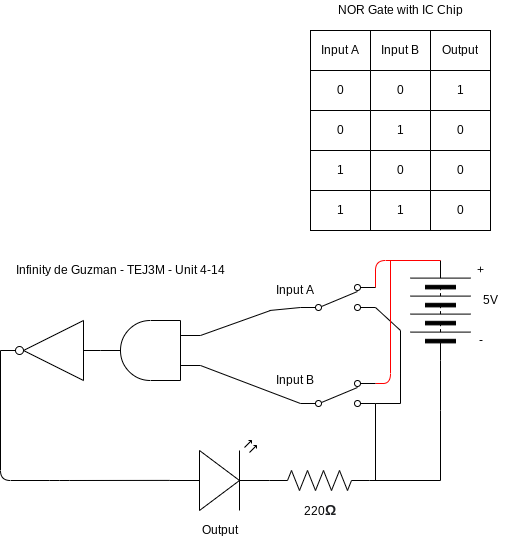 NOR Gate with IC Chip
Input A Input B Output
0 0 1
0 1 0
1 0 0
1 1 0
Infinity de Guzman - TEJ3M - Unit 4-14
+
Input A
5V
-
Input B
220Ω
Output